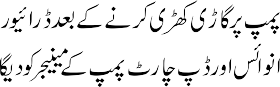 پمپ پر گاڑی کھڑی کرنے کے بعد ڈرائیور
انوائس اور ڈپ چارٹ پمپ کے مینیجر کو دیگا